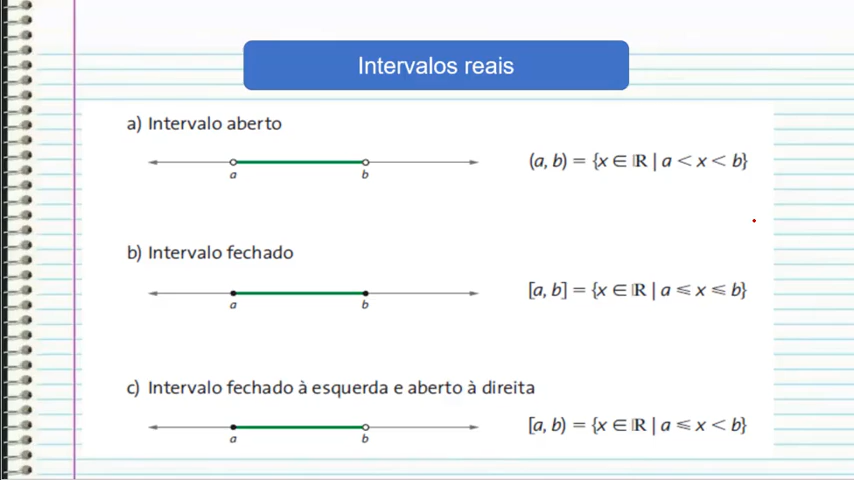 Intervalos reais
a) Intervalo aberto
(a, b) = {x ∈ ℝ | a < x < b}
a b
b) Intervalo fechado
[a, b] = {x ∈ ℝ | a ⩽ x ⩽ b}
a b
c) Intervalo fechado à esquerda e aberto à direita
[a, b) = {x ∈ ℝ | a ⩽ x < b}
a b